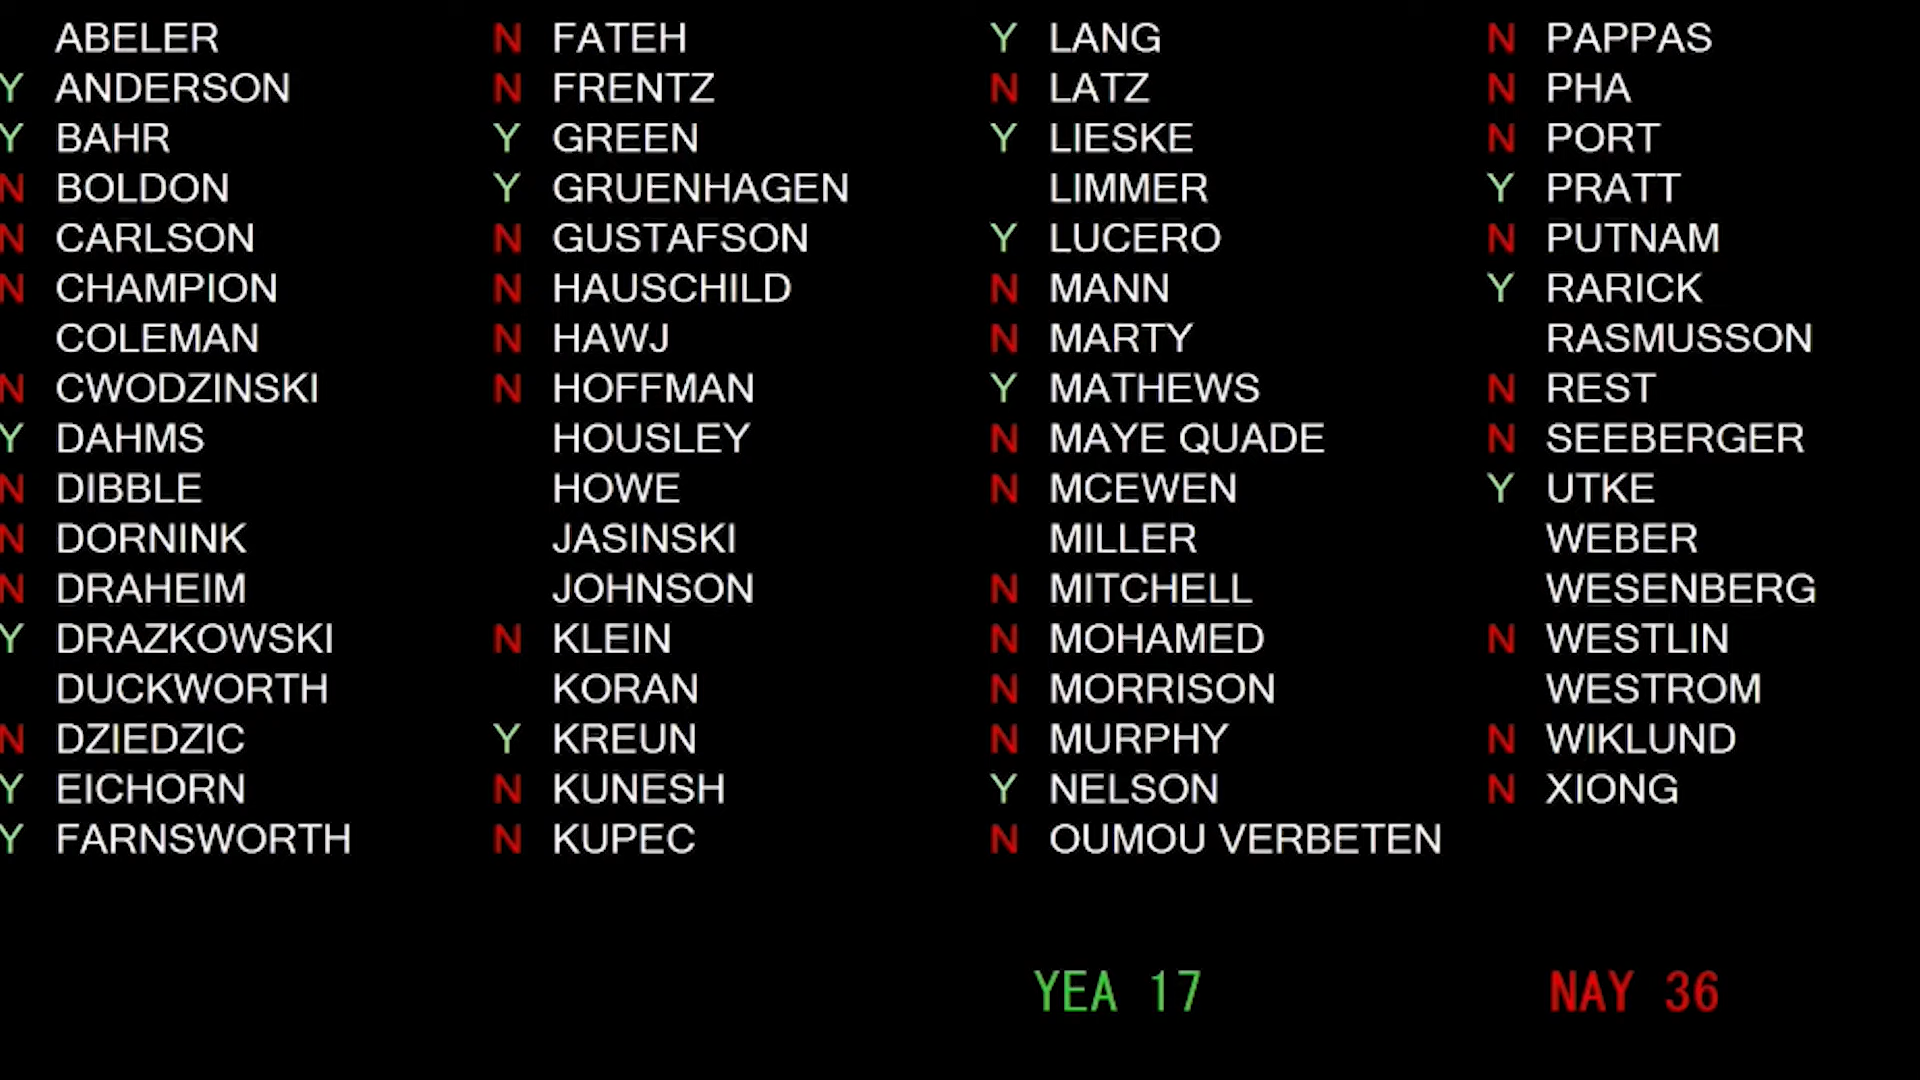 ABELER
Y ANDERSON
Y BAHR
N BOLDON
N CARLSON
N CHAMPION
COLEMAN
N CWODZINSKI
Y DAHMS
N DIBBLE
N DORNINK
N DRAHEIM
Y DRAZKOWSKI
DUCKWORTH
N DZIEDZIC
Y EICHORN
Y FARNSWORTH
N FATEH
N FRENTZ
Y GREEN
Y GRUENHAGEN
N GUSTAFSON
N HAUSCHILD
N HAWJ
N HOFFMAN
HOUSLEY
HOWE
JASINSKI
JOHNSON
N KLEIN
KORAN
Y KREUN
N KUNESH
N KUPEC
Y LANG
N LATZ
Y LIESKE
LIMMER
Y LUCERO
N MANN
N MARTY
Y MATHEWS
N MAYE QUADE
N MCEWEN
MILLER
N MITCHELL
N MOHAMED
N MORRISON
N MURPHY
Y NELSON
N OUMOU VERBETEN
N PAPPAS
N PHA
N PORT
Y PRATT
N PUTNAM
Y RARICK
RASMUSSON
N REST
N SEEBERGER
Y UTKE
WEBER
WESENBERG
N WESTLIN
WESTROM
N WIKLUND
N XIONG
YEA 17
NAY 36